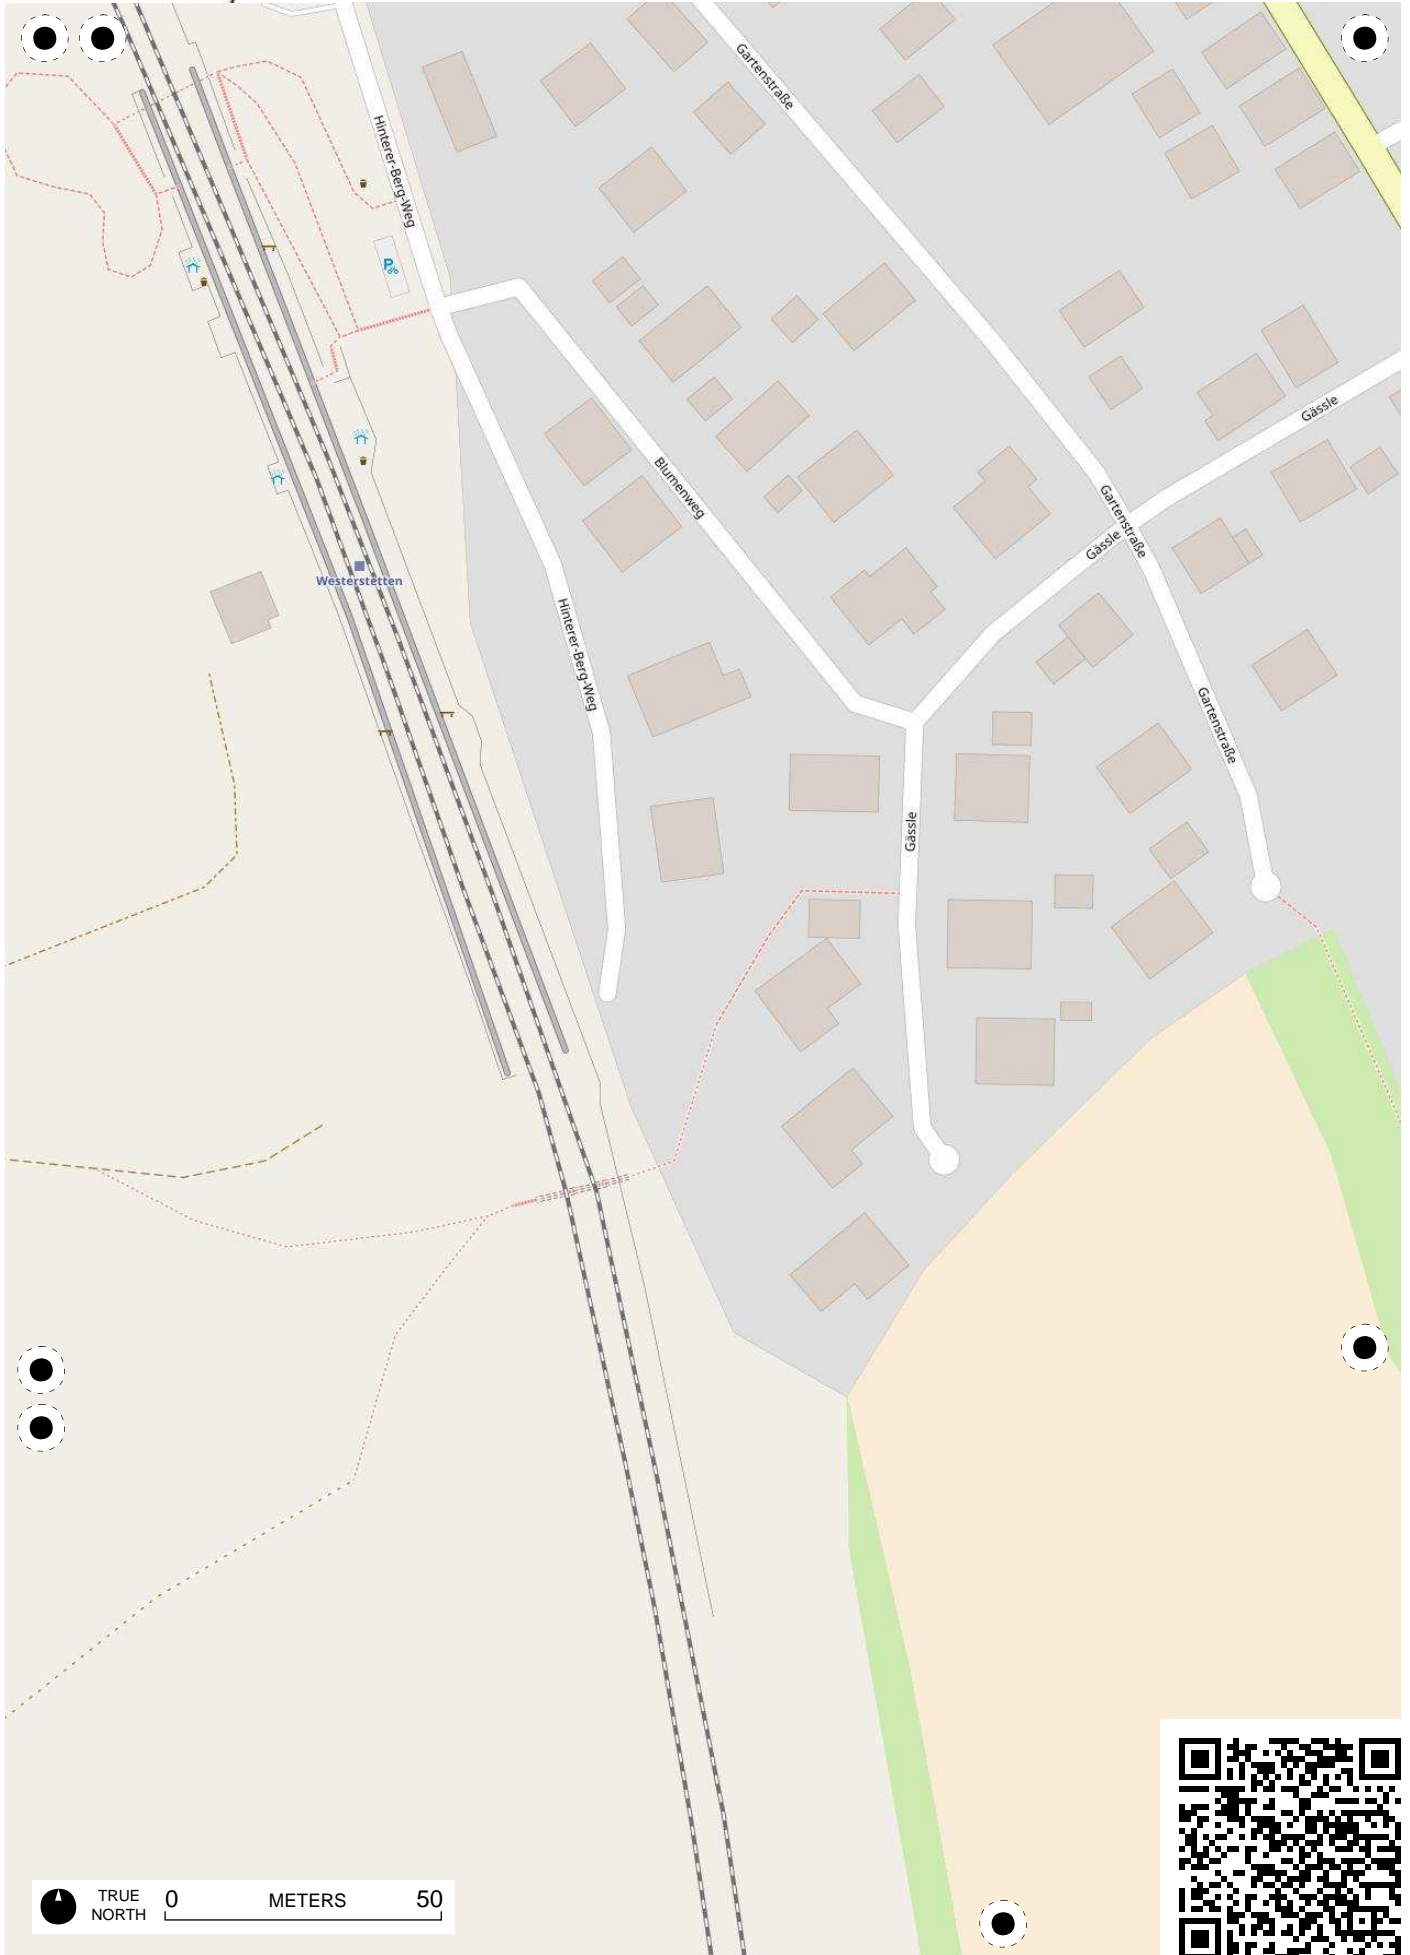 Gartenstraße
Hinterer-Berg-Weg
P
Gässle
Blumenweg
Gartenstraße
Gässle
Westerstetten
Hinterer-Berg-Weg
Gartenstraße
Gässle
TRUE
NORTH
0 METERS 50